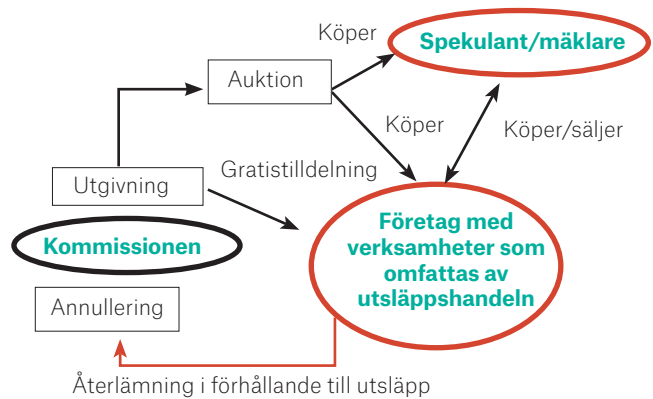 Köper
Spekulant/mäklare
Auktion
Köper
Köper/säljer
Gratistilldelning
Utgivning
Kommissionen
Företag med
verksamheter som
omfattas av
utsläppshandeln
Annullering
Återlämning i förhållande till utsläpp